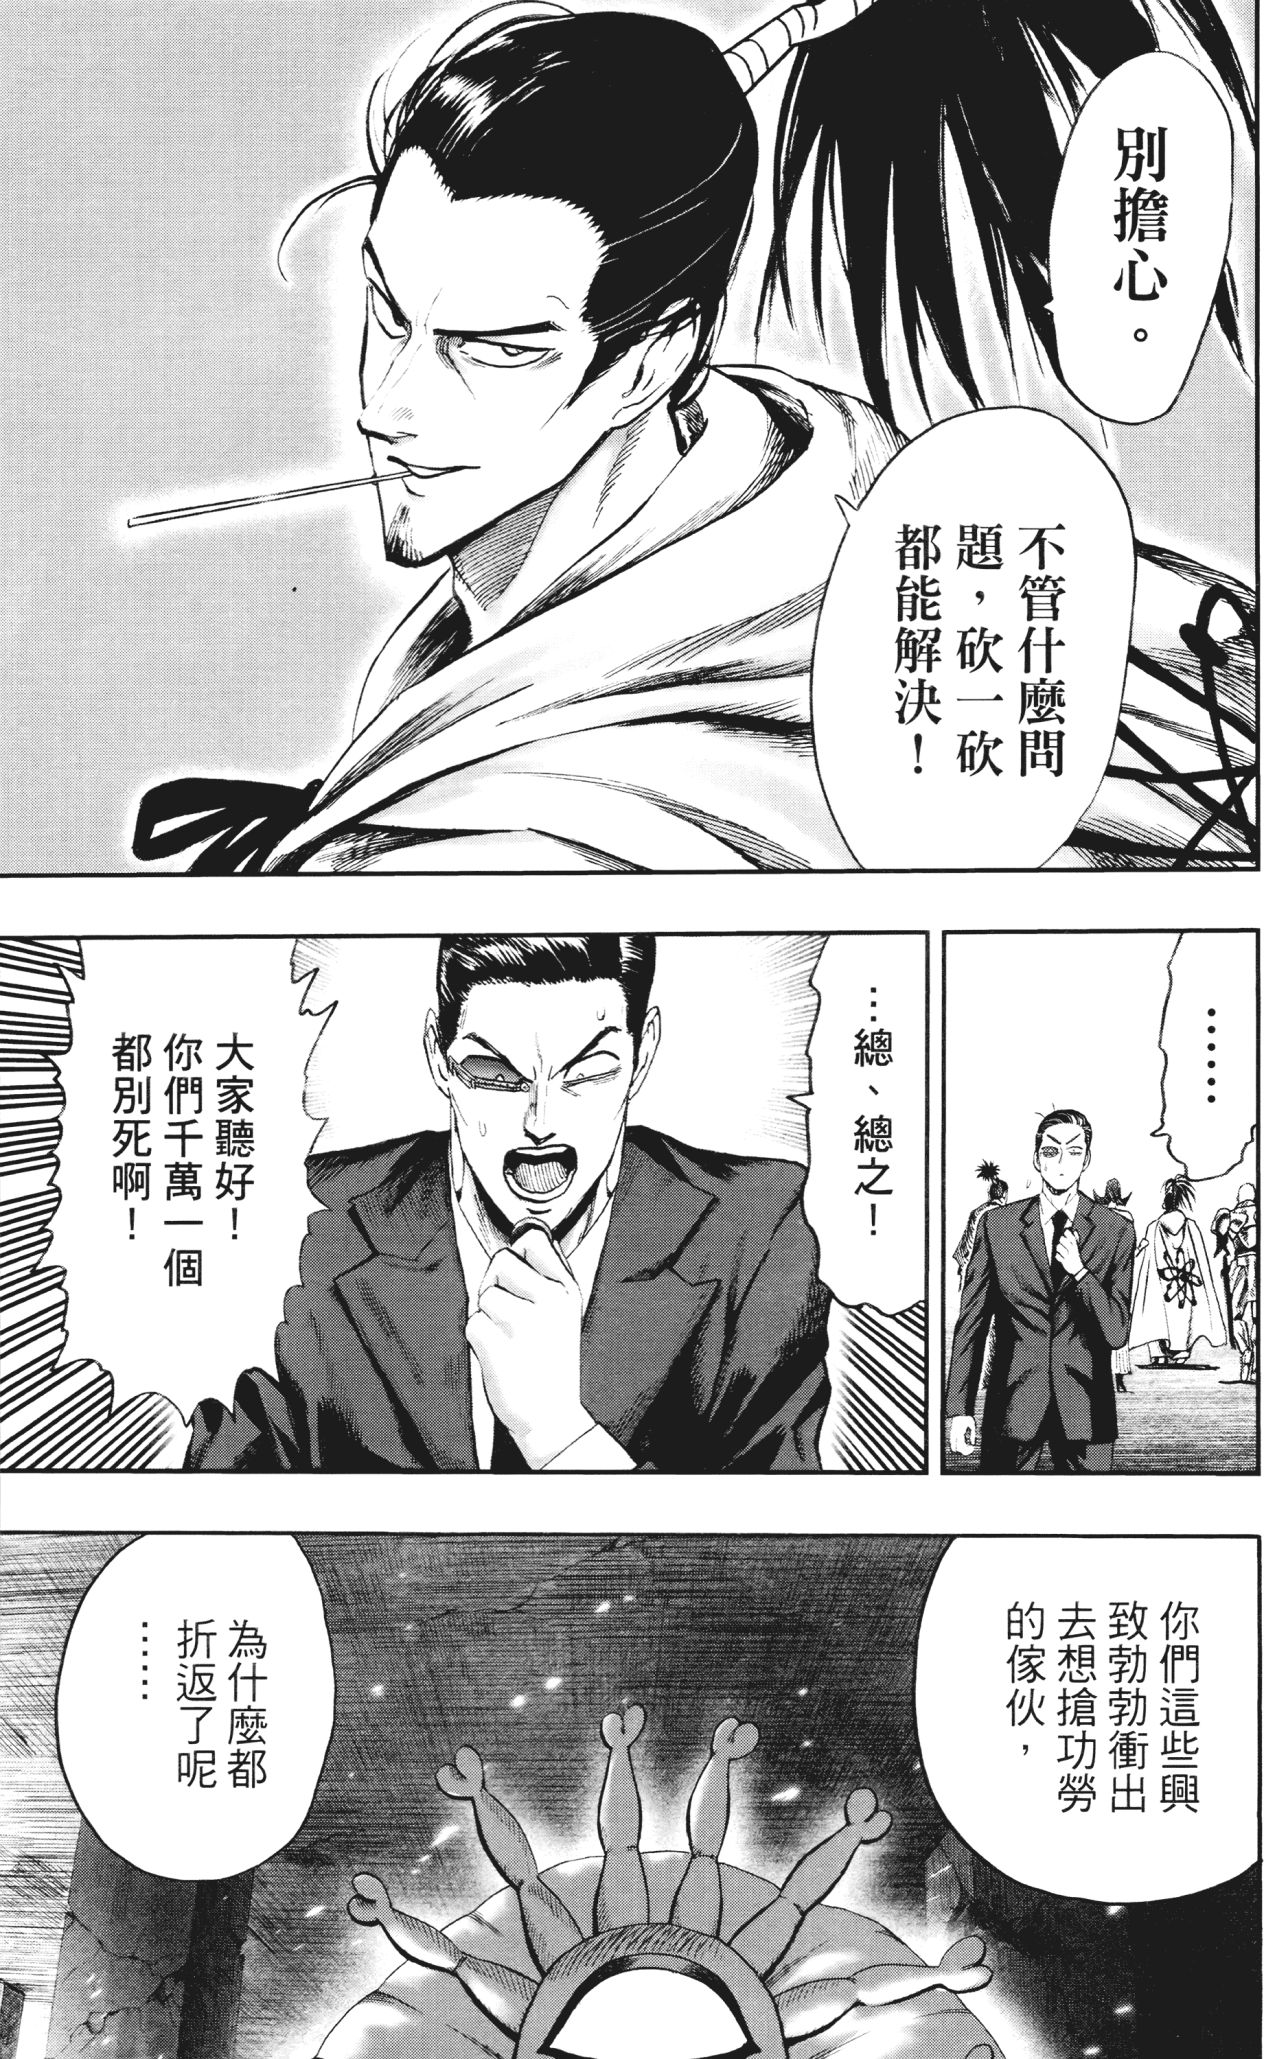 別擔心。
不管什麼問
題，砍一砍
都能解決！
……
…總、總之！
大家聽好！
你們千萬一個
都別死啊！
你們這些興
致勃勃衝出
去想搶功勞
的傢伙，
為什麼都
折返了呢
……